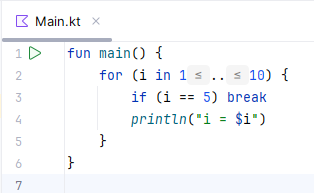 Main.kt
1 fun main() {
2 for (i in 1 ≤ .. ≤ 10) {
3 if (i == 5) break
4 println("i = $i")
5 }
6 }
7